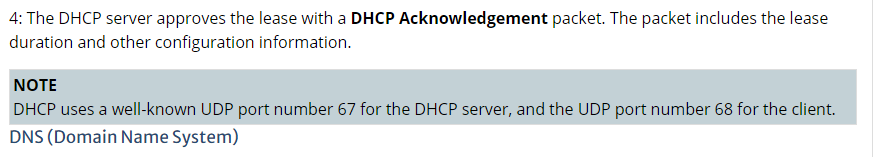 4: The DHCP server approves the lease with a DHCP Acknowledgement packet. The packet includes the lease
duration and other configuration information.
NOTE
DHCP uses a well-known UDP port number 67 for the DHCP server, and the UDP port number 68 for the client.
DNS (Domain Name System)